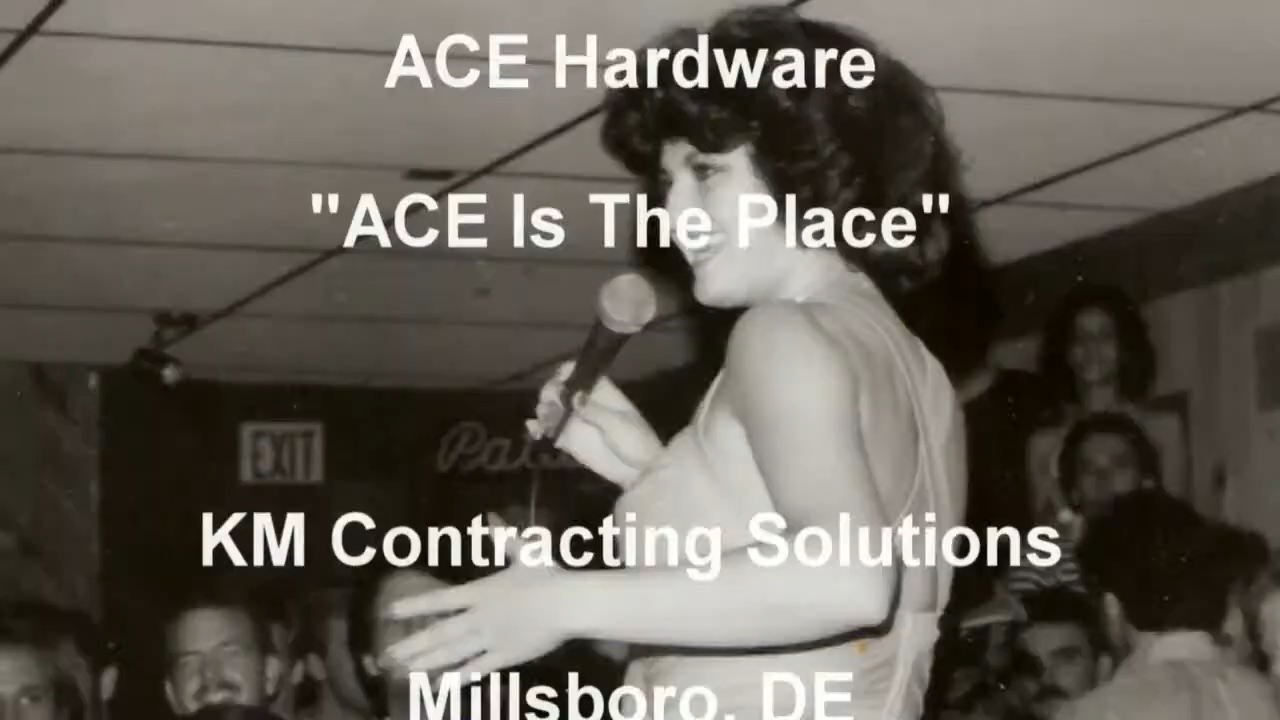 ACE Hardware
"ACE Is The Place"
EXIT
KM Contracting Solutions
Millsboro, DE